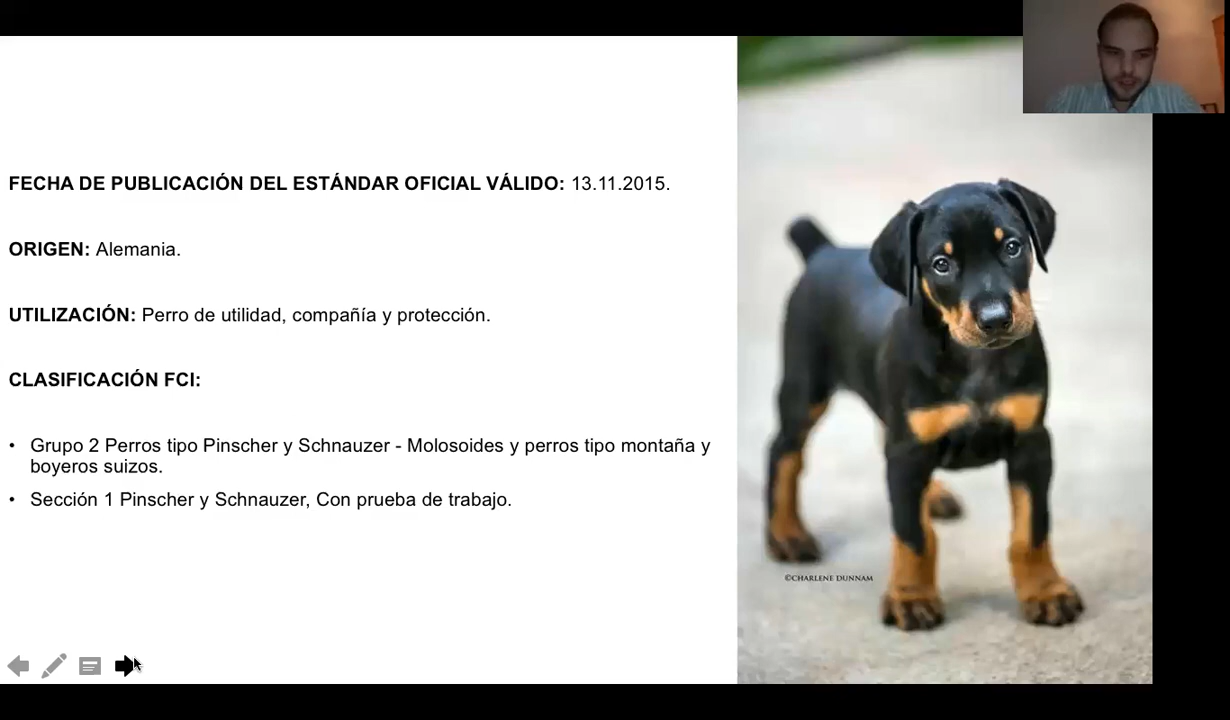 FECHA DE PUBLICACIÓN DEL ESTÁNDAR OFICIAL VÁLIDO: 13.11.2015.
ORIGEN: Alemania.
UTILIZACIÓN: Perro de utilidad, compañía y protección.
CLASIFICACIÓN FCI:
• Grupo 2 Perros tipo Pinscher y Schnauzer - Molosoides y perros tipo montaña y
boyeros suizos.
• Sección 1 Pinscher y Schnauzer, Con prueba de trabajo.
©CHARLENE DUNNAM